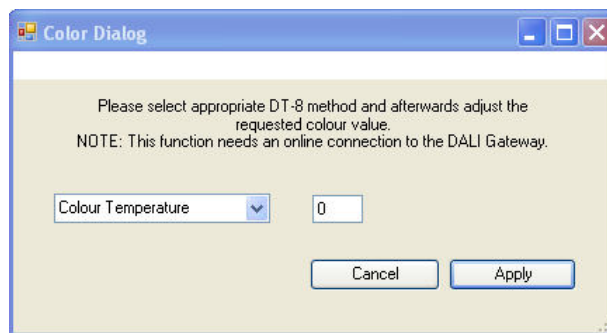 Color Dialog
Please select appropriate DT-8 method and afterwards adjust the
requested colour value.
NOTE: This function needs an online connection to the DALI Gateway.
Colour Temperature 0
Cancel Apply